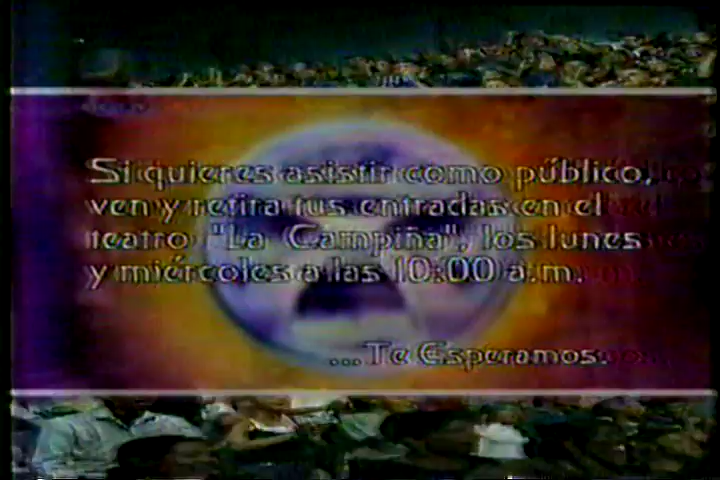 Si quieres asistir como público,
ven y retira tus entradas en el
teatro "La Campiña", los lunes
y miércoles a las 10:00 a.m.
...Te Esperamos.